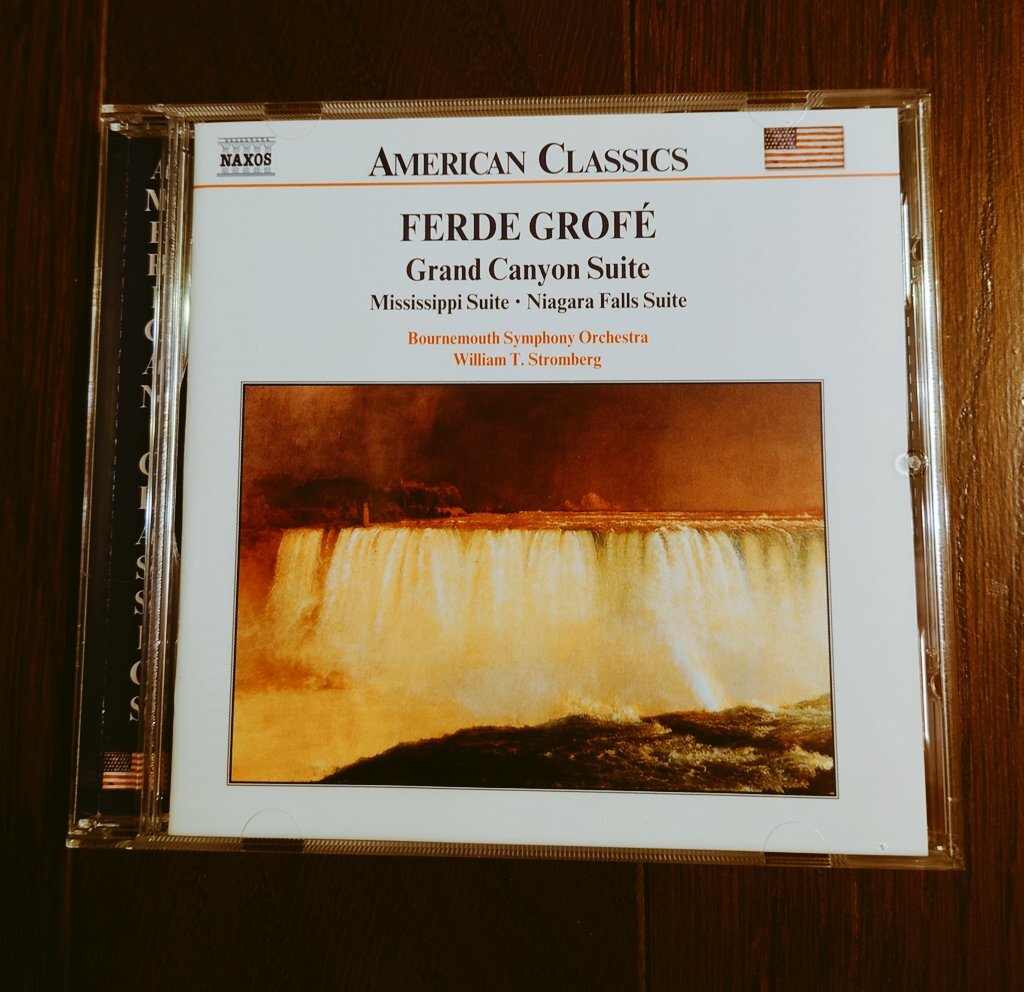 NAXOS
AMERICAN CLASSICS
FERDE GROFÉ
Grand Canyon Suite
Mississippi Suite • Niagara Falls Suite
Bournemouth Symphony Orchestra
William T. Stromberg
AMERICAN CLASSICS